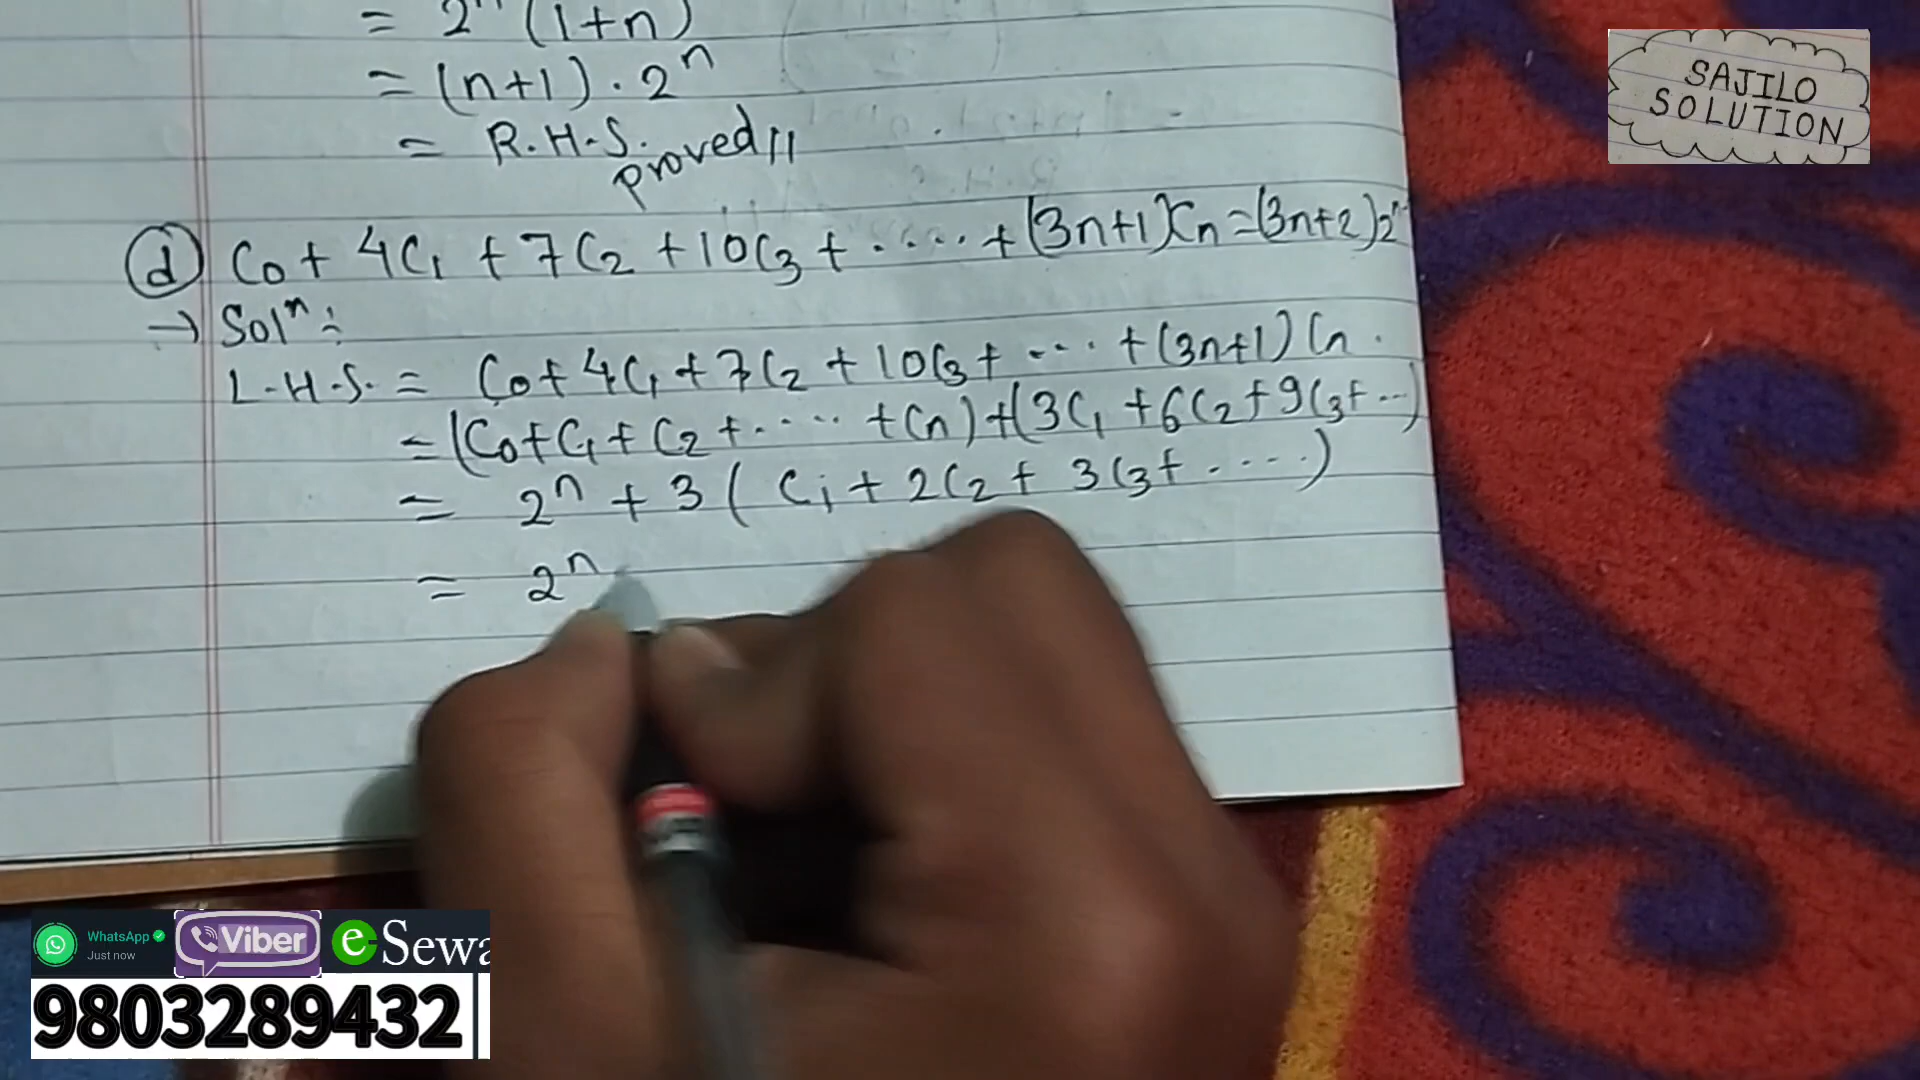 = 2ⁿ (1+n)
= (n+1) . 2ⁿ
= R.H.S.
proved//
(d) C₀ + 4C₁ + 7C₂ + 10C₃ + ..... + (3n+1)Cₙ = (3n+2)2
→ Solⁿ:
L.H.S. = C₀ + 4C₁ + 7C₂ + 10C₃ + .... + (3n+1) Cₙ .
= (C₀ + C₁ + C₂ + ..... + Cₙ) + (3C₁ + 6C₂ + 9C₃ + ...)
= 2ⁿ + 3 ( C₁ + 2C₂ + 3C₃ + .....)
= 2ⁿ
SAJILO
SOLUTION
WhatsApp
Just now
Viber
e-Sewa
9803289432